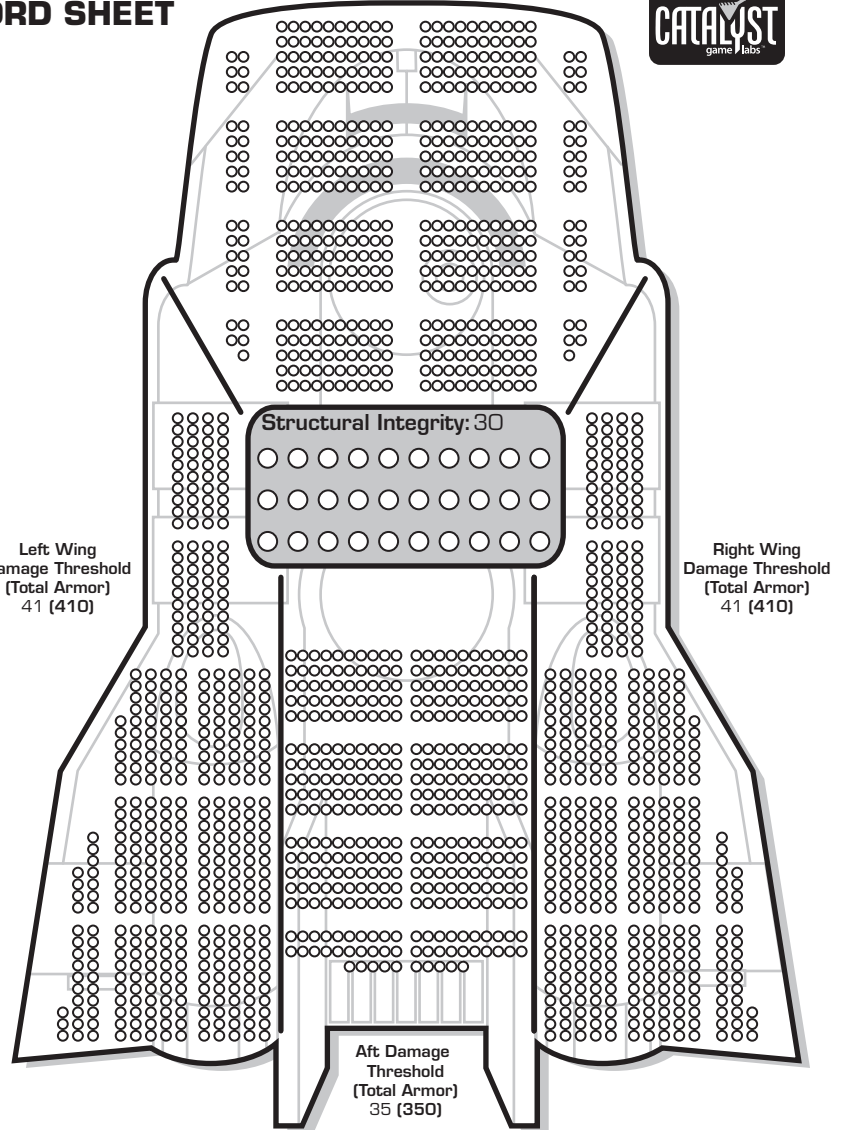 ORD SHEET
CATALYST
game labs™
Structural Integrity: 30
Left Wing
amage Threshold
(Total Armor)
41 (410)
Right Wing
Damage Threshold
(Total Armor)
41 (410)
Aft Damage
Threshold
(Total Armor)
35 (350)